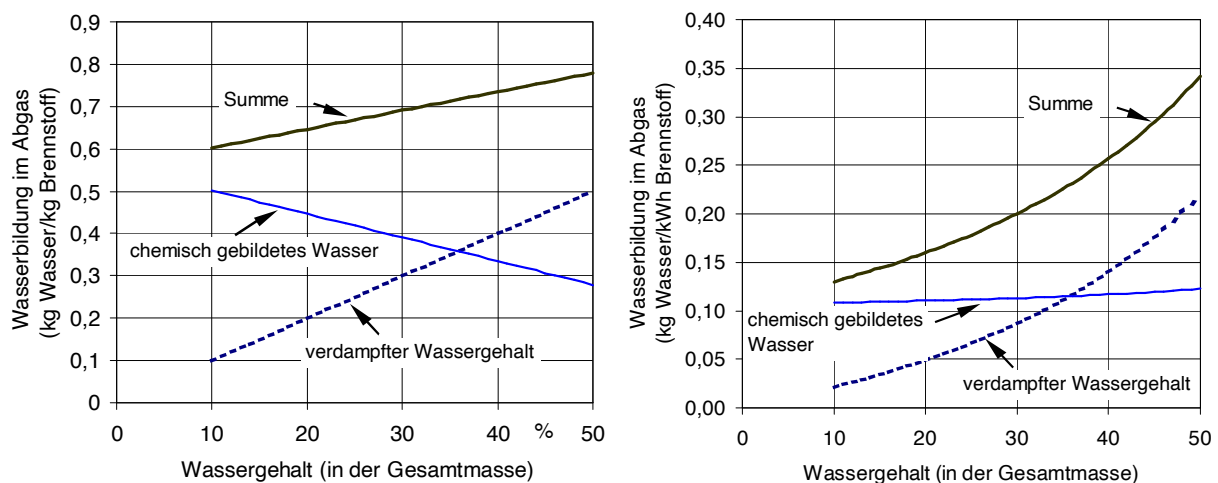 Wasserbildung im Abgas
(kg Wasser/kg Brennstoff)
0,9
0,8
0,7
0,6
0,5
0,4
0,3
0,2
0,1
0
Summe
chemisch gebildetes Wasser
verdampfter Wassergehalt
0 10 20 30 40 % 50
Wassergehalt (in der Gesamtmasse)
Wasserbildung im Abgas
(kg Wasser/kWh Brennstoff)
0,40
0,35
0,30
0,25
0,20
0,15
0,10
0,05
0,00
Summe
chemisch gebildetes
Wasser
verdampfter Wassergehalt
0 10 20 30 40 50
Wassergehalt (in der Gesamtmasse)